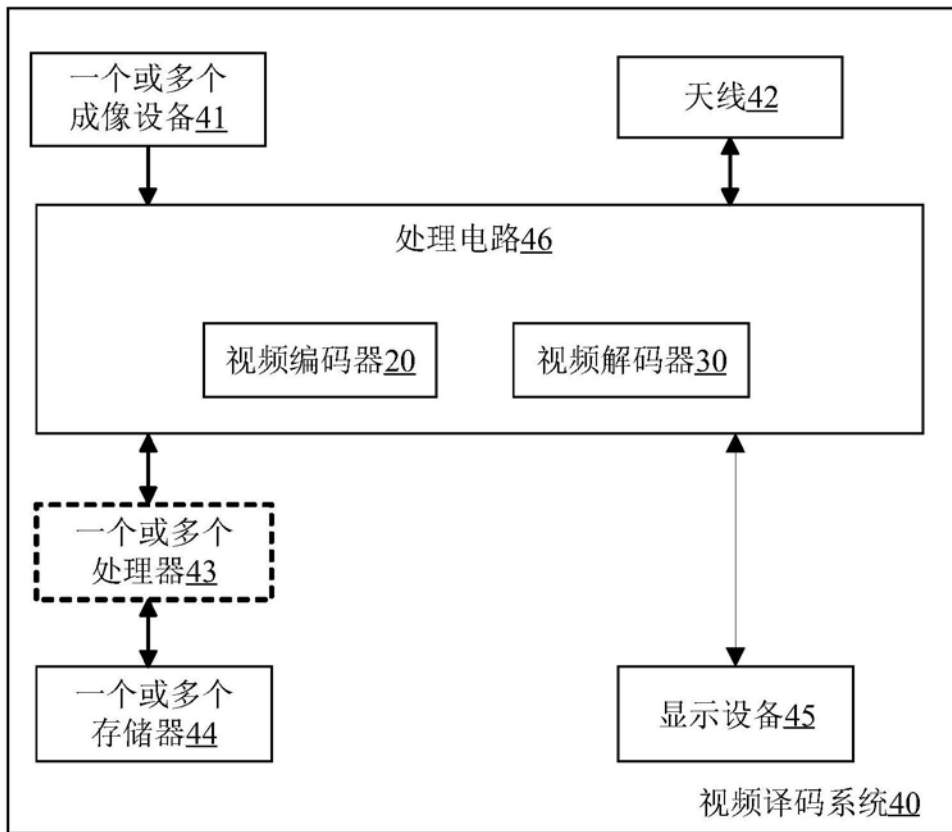 一个或多个
成像设备41
天线42
处理电路46
视频编码器20
视频解码器30
一个或多个
处理器43
一个或多个
存储器44
显示设备45
视频译码系统40